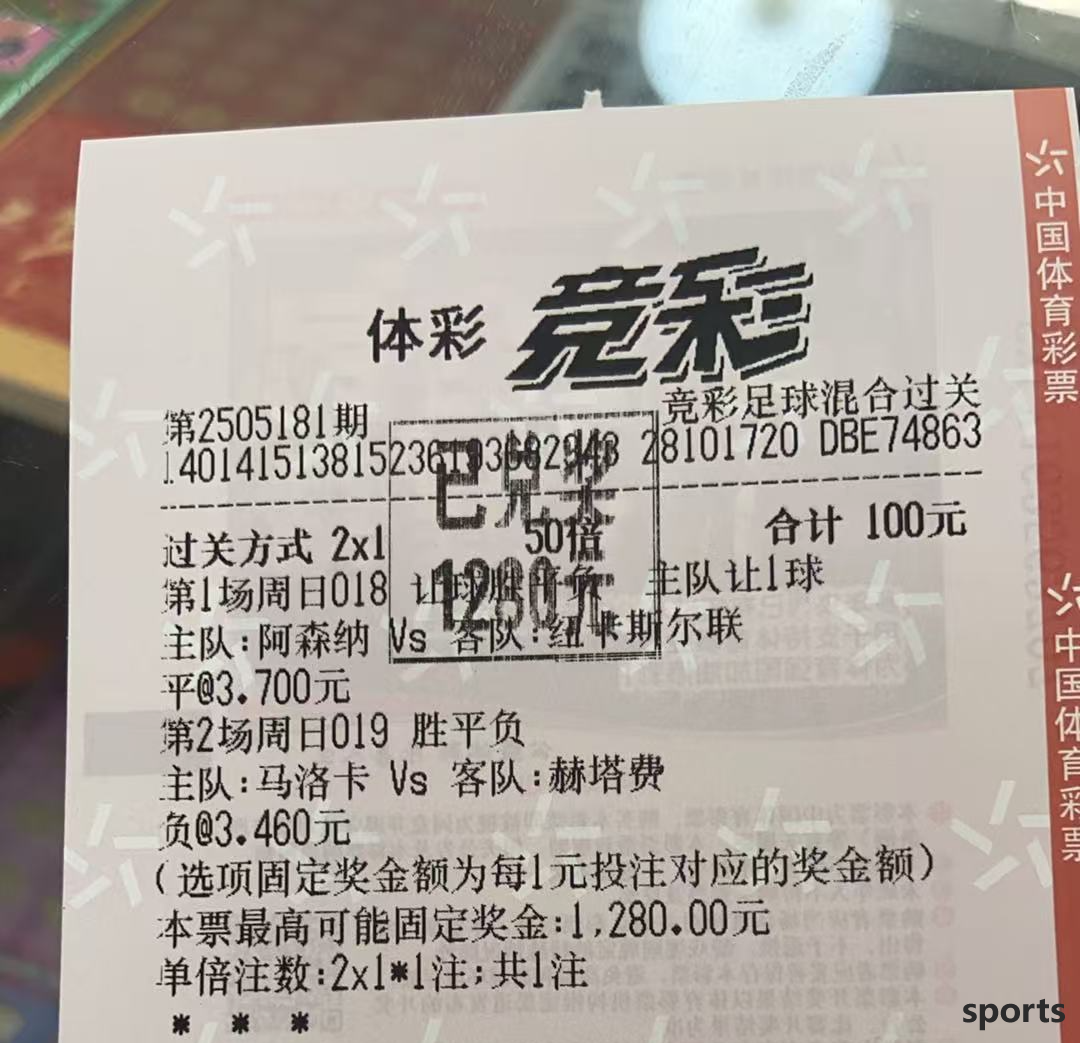 体彩 竞彩
第2505181期 竞彩足球混合过关
28101720 DBE74863
过关方式 2x1 50倍 合计 100元
已兑奖
1280元
第1场周日018 让球胜平负 主队让1球
主队:阿森纳 Vs 客队:纽卡斯尔联
平@3.700元
第2场周日019 胜平负
主队:马洛卡 Vs 客队:赫塔费
负@3.460元
(选项固定奖金额为每1元投注对应的奖金额)
本票最高可能固定奖金:1,280.00元
单倍注数:2x1*1注;共1注
* * *
中国体育彩票
中国体育彩票
sports